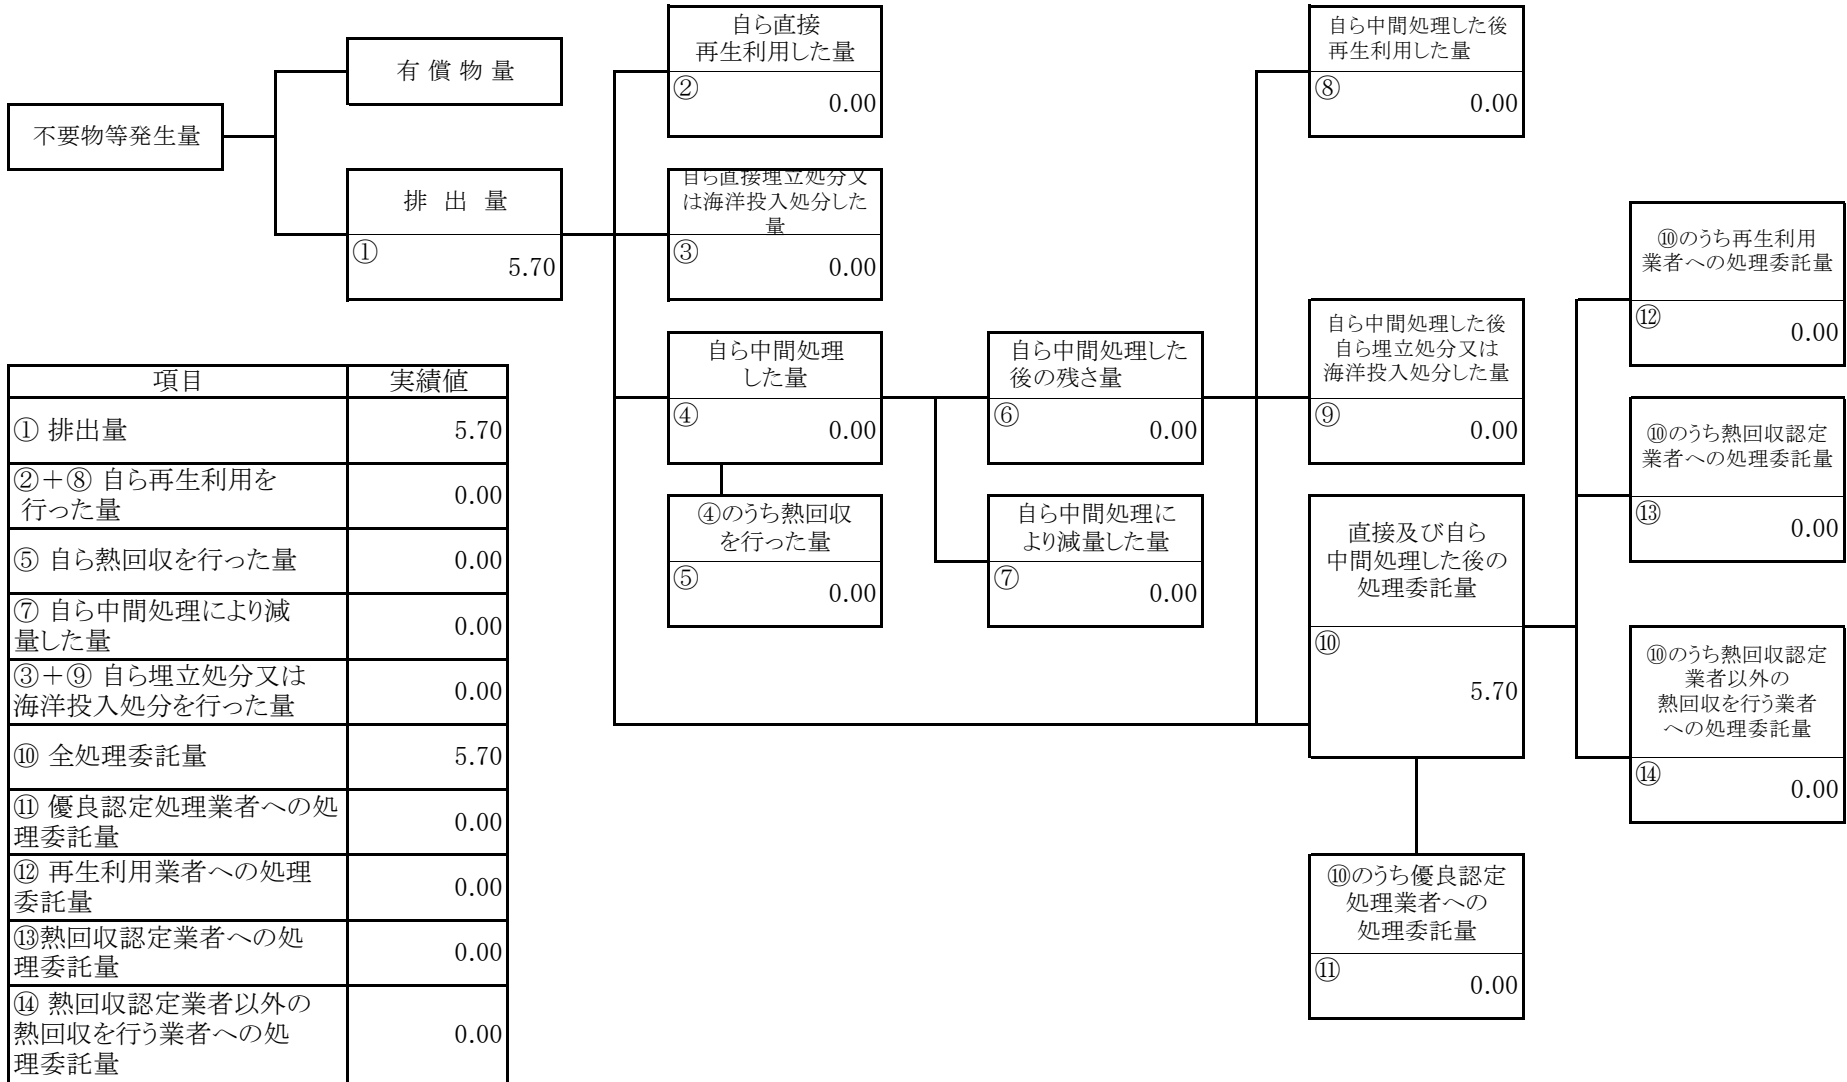 不要物等発生量
有 償 物 量
排 出 量
①
5.70
自ら直接
再生利用した量
②
0.00
自ら直接埋立処分又
は海洋投入処分した
量
③
0.00
自ら中間処理
した量
④
0.00
④のうち熱回収
を行った量
⑤
0.00
自ら中間処理した
後の残さ量
⑥
0.00
自ら中間処理に
より減量した量
⑦
0.00
自ら中間処理した後
再生利用した量
⑧
0.00
自ら中間処理した後
自ら埋立処分又は
海洋投入処分した量
⑨
0.00
直接及び自ら
中間処理した後の
処理委託量
⑩
5.70
⑩のうち優良認定
処理業者への
処理委託量
⑪
0.00
⑩のうち再生利用
業者への処理委託量
⑫
0.00
⑩のうち熱回収認定
業者への処理委託量
⑬
0.00
⑩のうち熱回収認定
業者以外の
熱回収を行う業者
への処理委託量
⑭
0.00
項目 実績値
① 排出量 5.70
②＋⑧ 自ら再生利用を
行った量
0.00
⑤ 自ら熱回収を行った量 0.00
⑦ 自ら中間処理により減
量した量
0.00
③＋⑨ 自ら埋立処分又は
海洋投入処分を行った量
0.00
⑩ 全処理委託量 5.70
⑪ 優良認定処理業者への処
理委託量
0.00
⑫ 再生利用業者への処理
委託量
0.00
⑬熱回収認定業者への処
理委託量
0.00
⑭ 熱回収認定業者以外の
熱回収を行う業者への処
理委託量
0.00